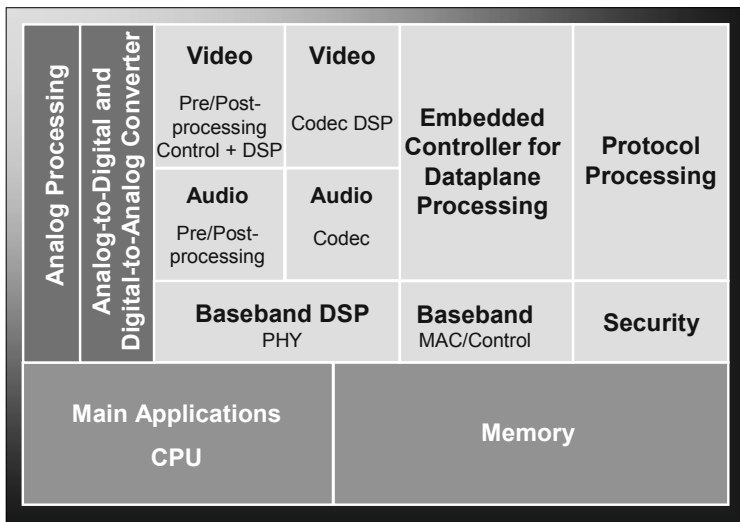 Analog Processing
Analog-to-Digital and
Digital-to-Analog Converter
Video
Pre/Post-
processing
Control + DSP
Video
Codec DSP
Embedded
Controller for
Dataplane
Processing
Protocol
Processing
Audio
Pre/Post-
processing
Audio
Codec
Baseband DSP
PHY
Baseband
MAC/Control
Security
Main Applications
CPU
Memory